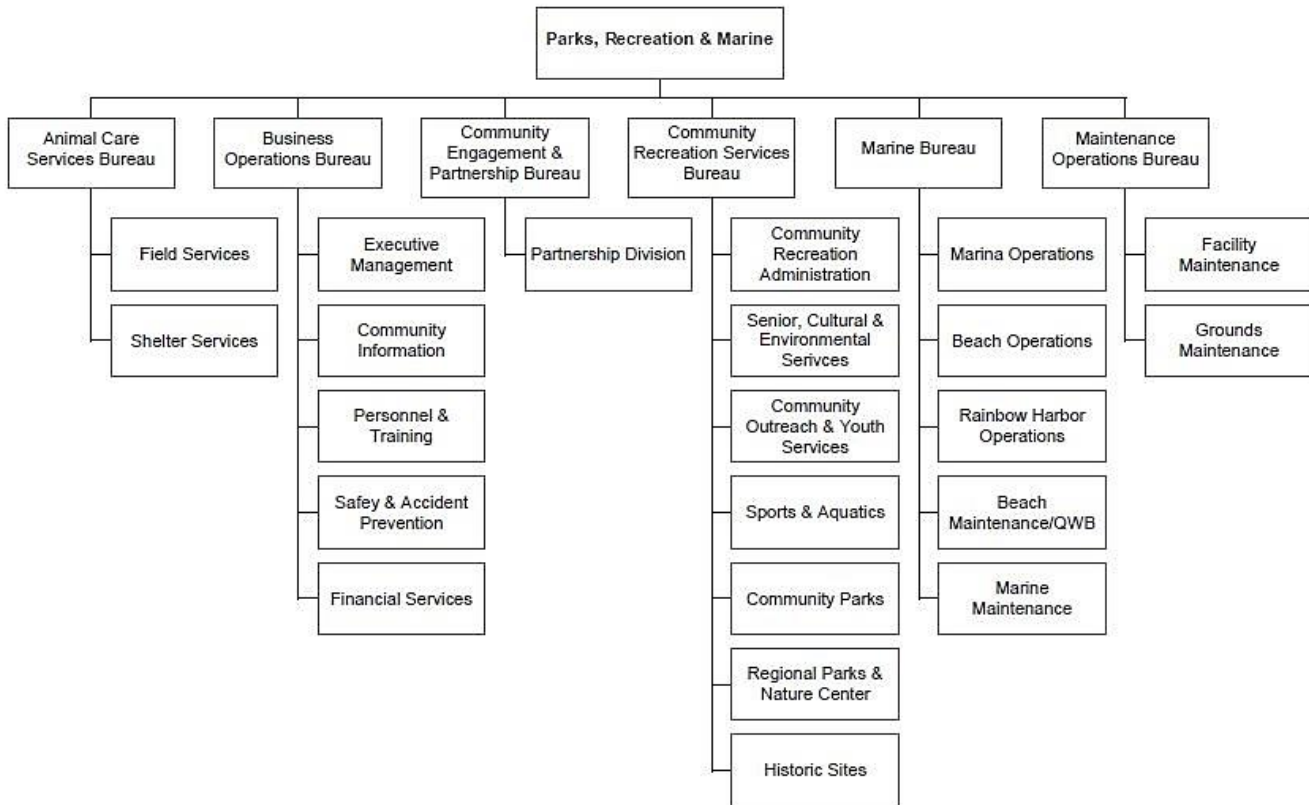 Parks, Recreation & Marine
Animal Care
Services Bureau
Business
Operations Bureau
Community
Engagement &
Partnership Bureau
Community
Recreation Services
Bureau
Marine Bureau
Maintenance
Operations Bureau
Field Services
Shelter Services
Executive
Management
Community
Information
Personnel &
Training
Safey & Accident
Prevention
Financial Services
Partnership Division
Community
Recreation
Administration
Senior, Cultural &
Environmental
Serivces
Community
Outreach & Youth
Services
Sports & Aquatics
Community Parks
Regional Parks &
Nature Center
Historic Sites
Marina Operations
Beach Operations
Rainbow Harbor
Operations
Beach
Maintenance/QWB
Marine
Maintenance
Facility
Maintenance
Grounds
Maintenance